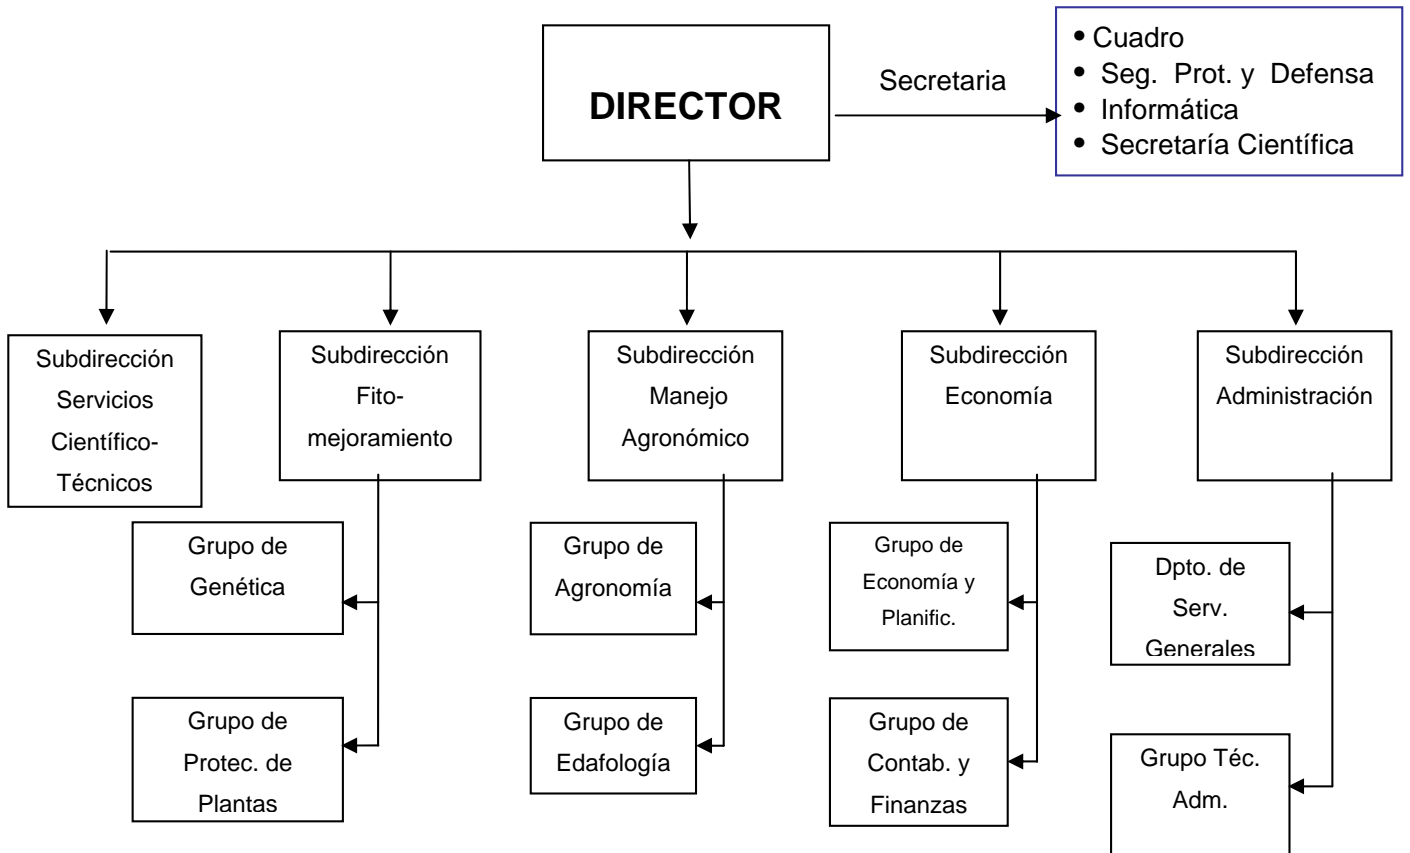 DIRECTOR
Secretaria
• Cuadro
• Seg. Prot. y Defensa
• Informática
• Secretaría Científica
Subdirección
Servicios
Científico-
Técnicos
Subdirección
Fito-
mejoramiento
Subdirección
Manejo
Agronómico
Subdirección
Economía
Subdirección
Administración
Grupo de
Genética
Grupo de
Agronomía
Grupo de
Economía y
Planific.
Dpto. de
Serv.
Generales
Grupo de
Protec. de
Plantas
Grupo de
Edafología
Grupo de
Contab. y
Finanzas
Grupo Téc.
Adm.